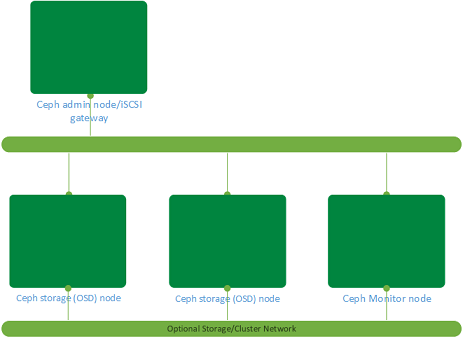 Ceph admin node/iSCSI
gateway
Ceph storage (OSD) node
Ceph storage (OSD) node
Ceph Monitor node
Optional Storage/Cluster Network